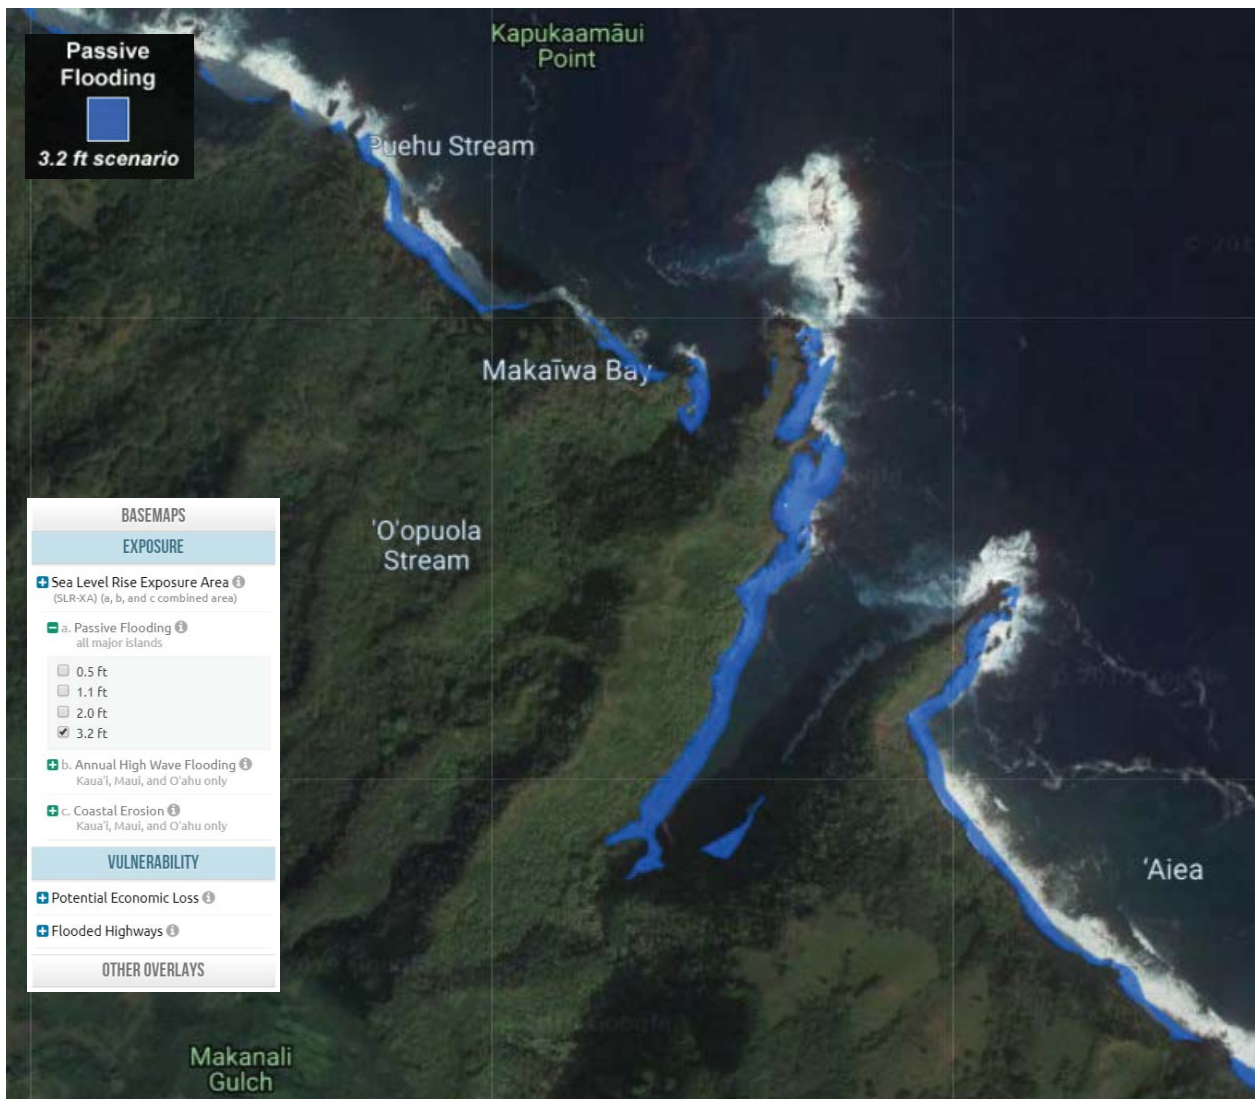 Kapukaamāui
Point
Passive
Flooding
3.2 ft scenario
Puehu Stream
Makaīwa Bay
'O'opuola
Stream
BASEMAPS
EXPOSURE
Sea Level Rise Exposure Area
(SLR-XA) (a, b, and c combined area)
a. Passive Flooding
all major islands
0.5 ft
1.1 ft
2.0 ft
3.2 ft
b. Annual High Wave Flooding
Kaua'i, Maui, and O'ahu only
c. Coastal Erosion
Kaua'i, Maui, and O'ahu only
VULNERABILITY
Potential Economic Loss
Flooded Highways
OTHER OVERLAYS
'Aiea
Makanali
Gulch